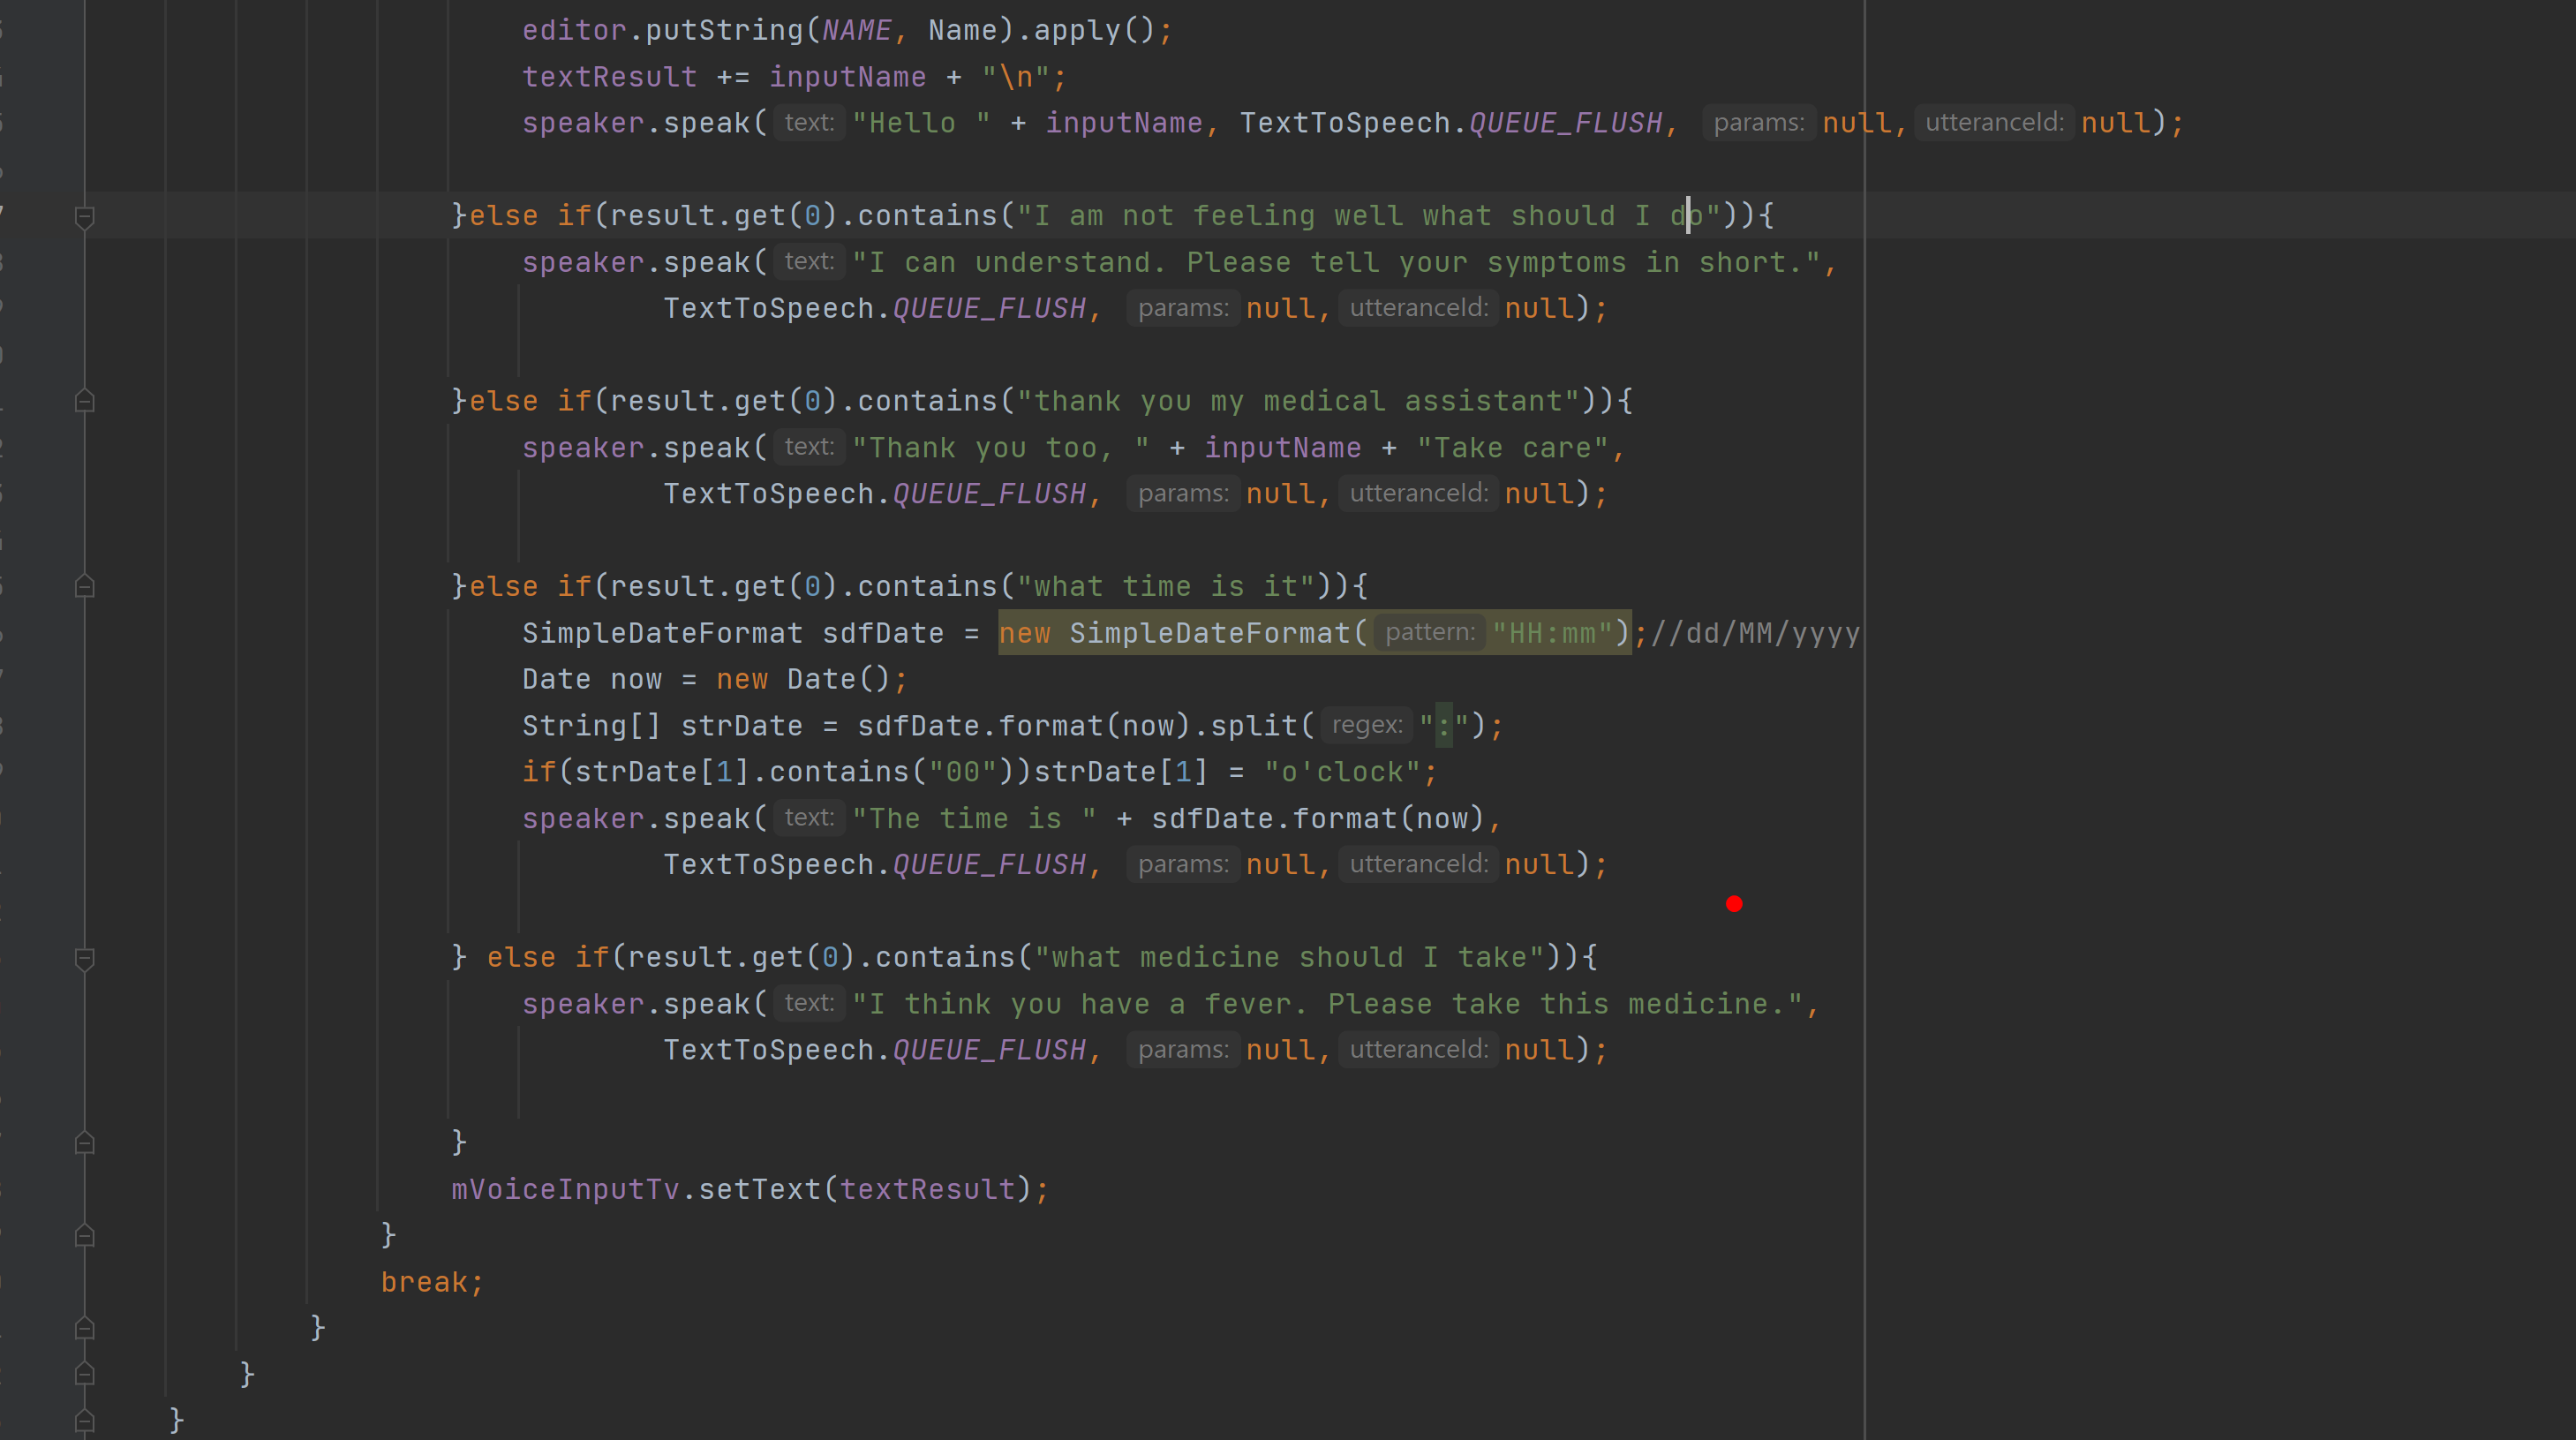 editor.putString(NAME, Name).apply();
textResult += inputName + "\n";
speaker.speak( text: "Hello " + inputName, TextToSpeech.QUEUE_FLUSH, params: null, utteranceId: null);
}else if(result.get(0).contains("I am not feeling well what should I do")){
speaker.speak( text: "I can understand. Please tell your symptoms in short.",
TextToSpeech.QUEUE_FLUSH, params: null, utteranceId: null);
}else if(result.get(0).contains("thank you my medical assistant")){
speaker.speak( text: "Thank you too, " + inputName + "Take care",
TextToSpeech.QUEUE_FLUSH, params: null, utteranceId: null);
}else if(result.get(0).contains("what time is it")){
SimpleDateFormat sdfDate = new SimpleDateFormat( pattern: "HH:mm");//dd/MM/yyyy
Date now = new Date();
String[] strDate = sdfDate.format(now).split( regex: ":");
if(strDate[1].contains("00"))strDate[1] = "o'clock";
speaker.speak( text: "The time is " + sdfDate.format(now),
TextToSpeech.QUEUE_FLUSH, params: null, utteranceId: null);
} else if(result.get(0).contains("what medicine should I take")){
speaker.speak( text: "I think you have a fever. Please take this medicine.",
TextToSpeech.QUEUE_FLUSH, params: null, utteranceId: null);
}
mVoiceInputTv.setText(textResult);
}
break;
}
}
}